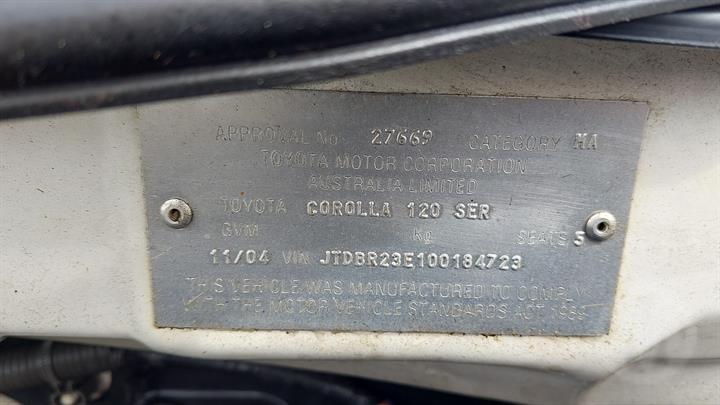 APPROVAL No 27669 CATEGORY MA
TOYOTA MOTOR CORPORATION
AUSTRALIA LIMITED
TOYOTA COROLLA 120 SER
GVM KG SEATS 5
11/04 VIN JTDBR23E100184723
THIS VEHICLE WAS MANUFACTURED TO COMPLY
WITH THE MOTOR VEHICLE STANDARDS ACT 1989